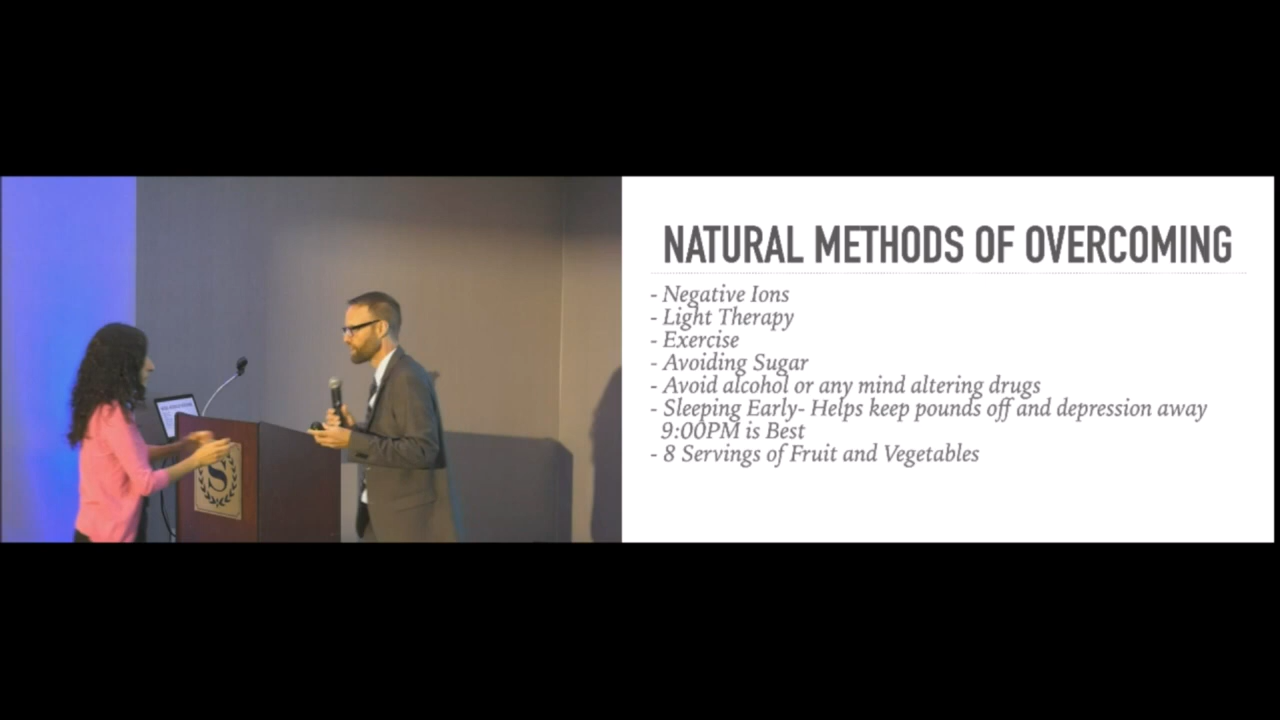 S
NATURAL METHODS OF OVERCOMING
- Negative Ions
- Light Therapy
- Exercise
- Avoiding Sugar
- Avoid alcohol or any mind altering drugs
- Sleeping Early- Helps keep pounds off and depression away
9:00PM is Best
- 8 Servings of Fruit and Vegetables